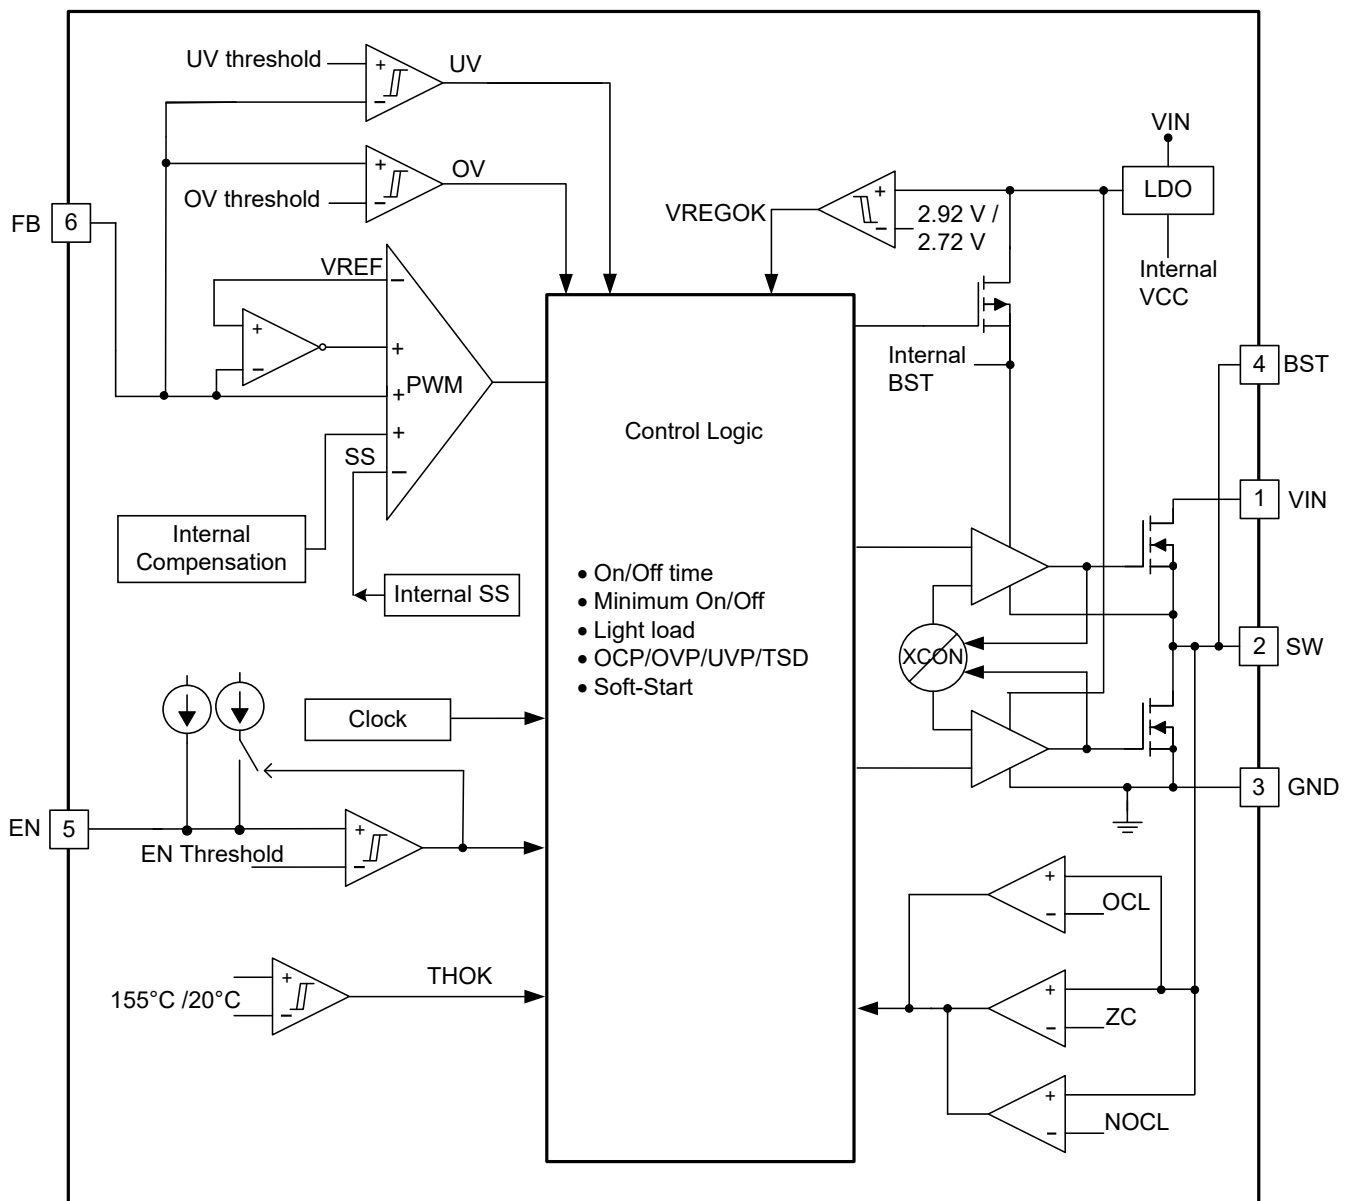 UV threshold
UV
OV threshold
OV
FB
6
VREF
PWM
SS
Internal
Compensation
Internal SS
Clock
EN
5
EN Threshold
155°C /20°C
THOK
Control Logic
• On/Off time
• Minimum On/Off
• Light load
• OCP/OVP/UVP/TSD
• Soft-Start
VREGOK
2.92 V /
2.72 V
VIN
LDO
Internal
VCC
Internal
BST
4
BST
1
VIN
XCON
2
SW
3
GND
OCL
ZC
NOCL